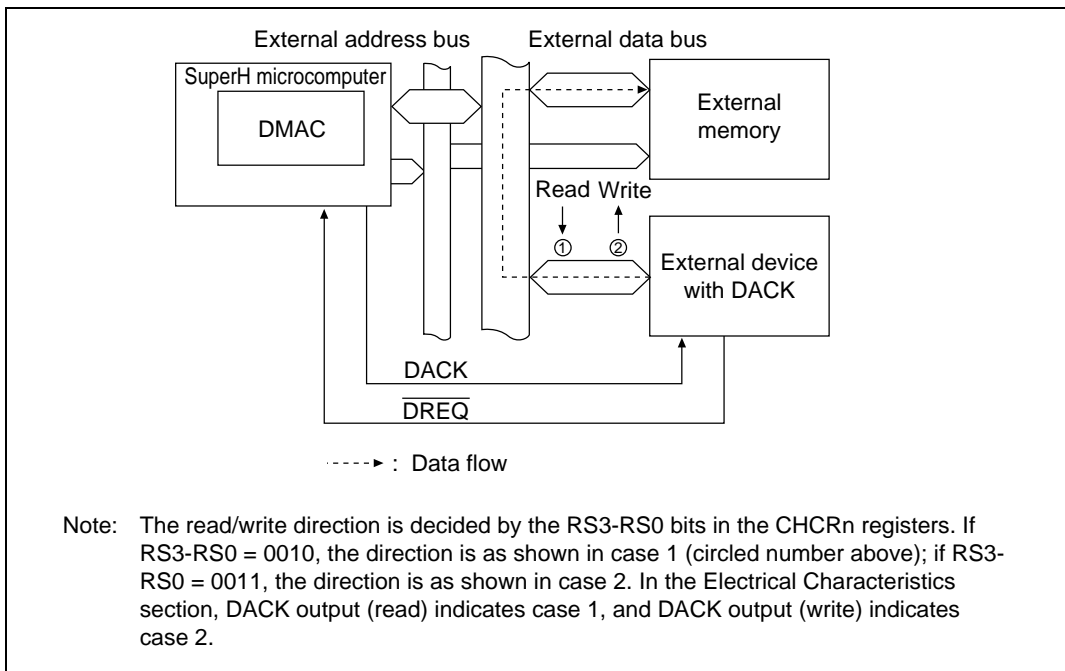 External address bus
External data bus
SuperH microcomputer
DMAC
External
memory
Read Write
① ②
External device
with DACK
DACK
DREQ
: Data flow
Note: The read/write direction is decided by the RS3-RS0 bits in the CHCRn registers. If
RS3-RS0 = 0010, the direction is as shown in case 1 (circled number above); if RS3-
RS0 = 0011, the direction is as shown in case 2. In the Electrical Characteristics
section, DACK output (read) indicates case 1, and DACK output (write) indicates
case 2.